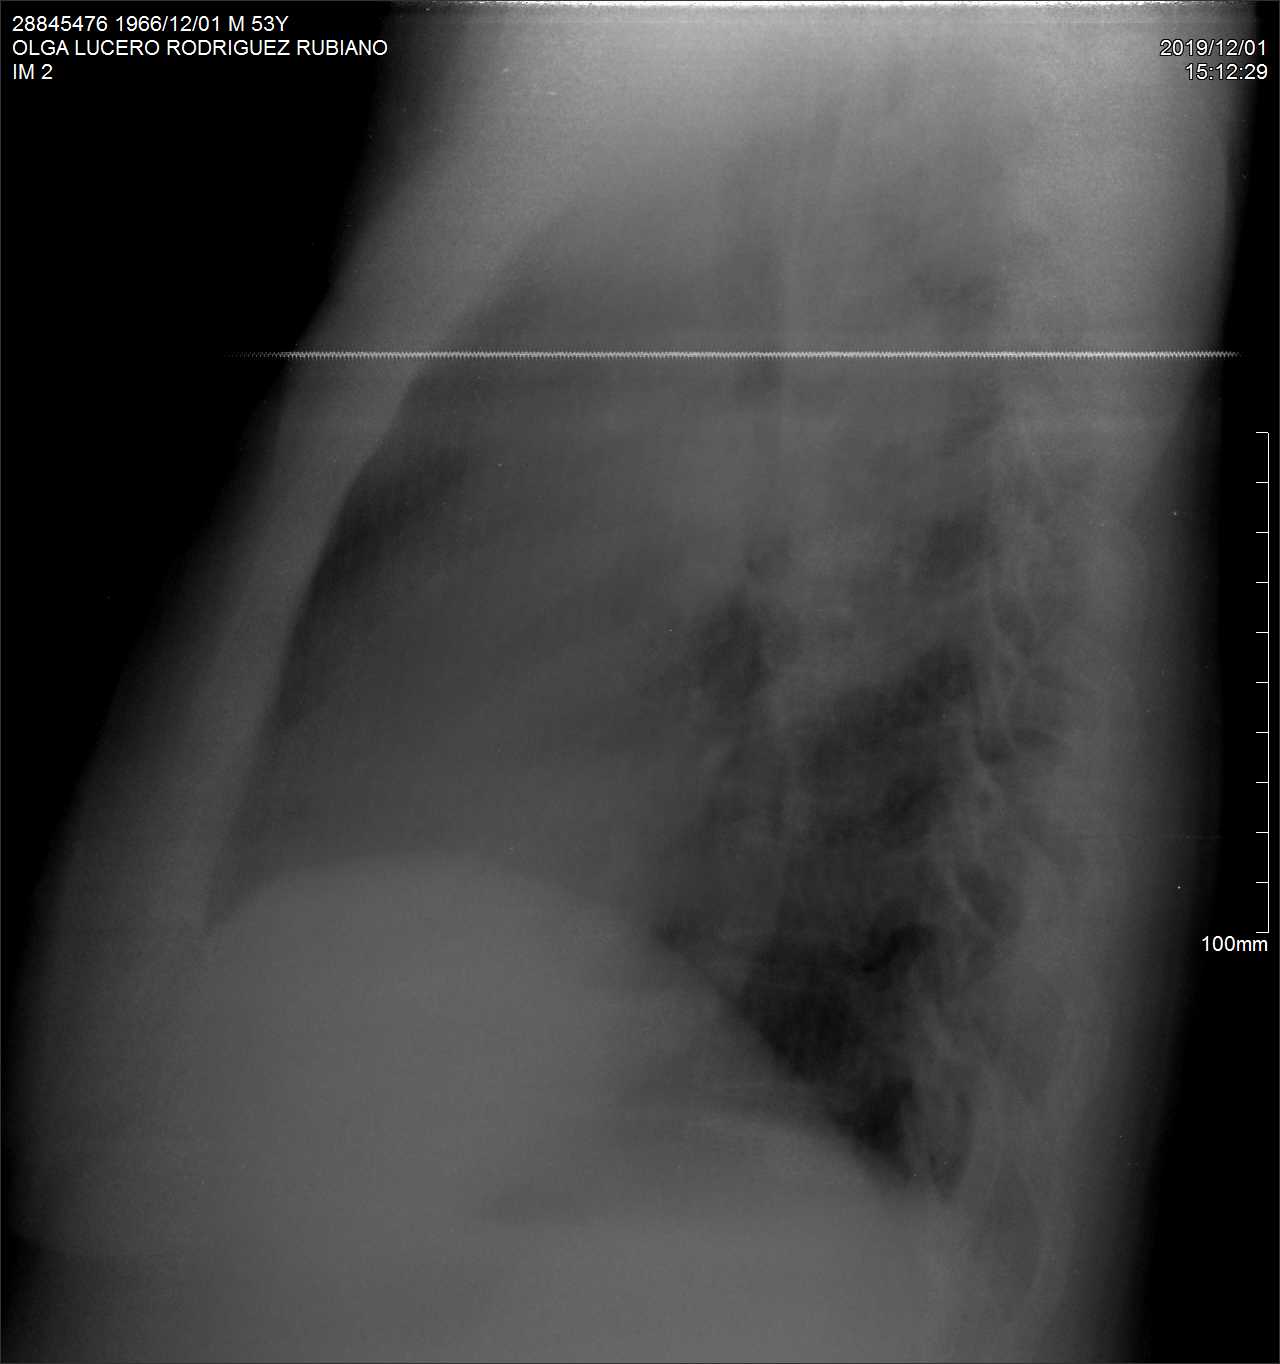 28845476 1966/12/01 M 53Y
OLGA LUCERO RODRIGUEZ RUBIANO
IM 2
2019/12/01
15:12:29
100mm